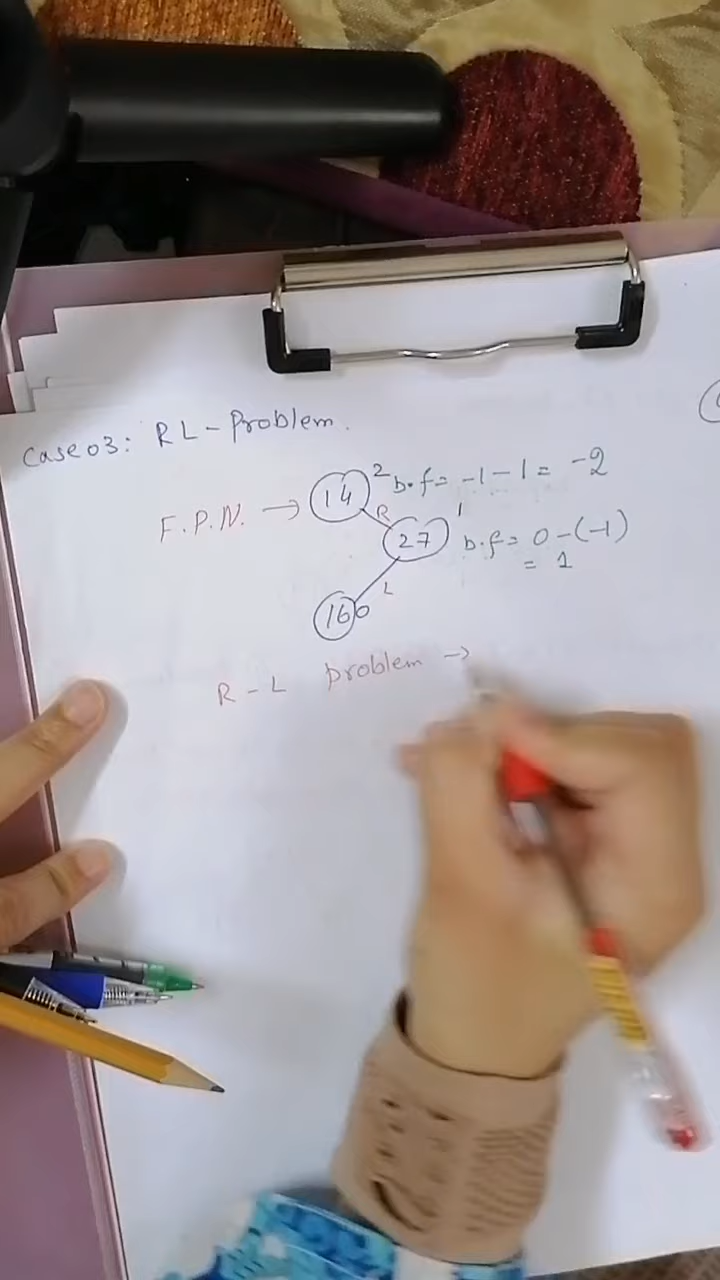 Case 03: RL-Problem.
F.P.N. → 14 2 b.f = -1 - 1 = -2
R
27 1 b.f = 0 - (-1)
= 1
L
16 0
R - L Problem →